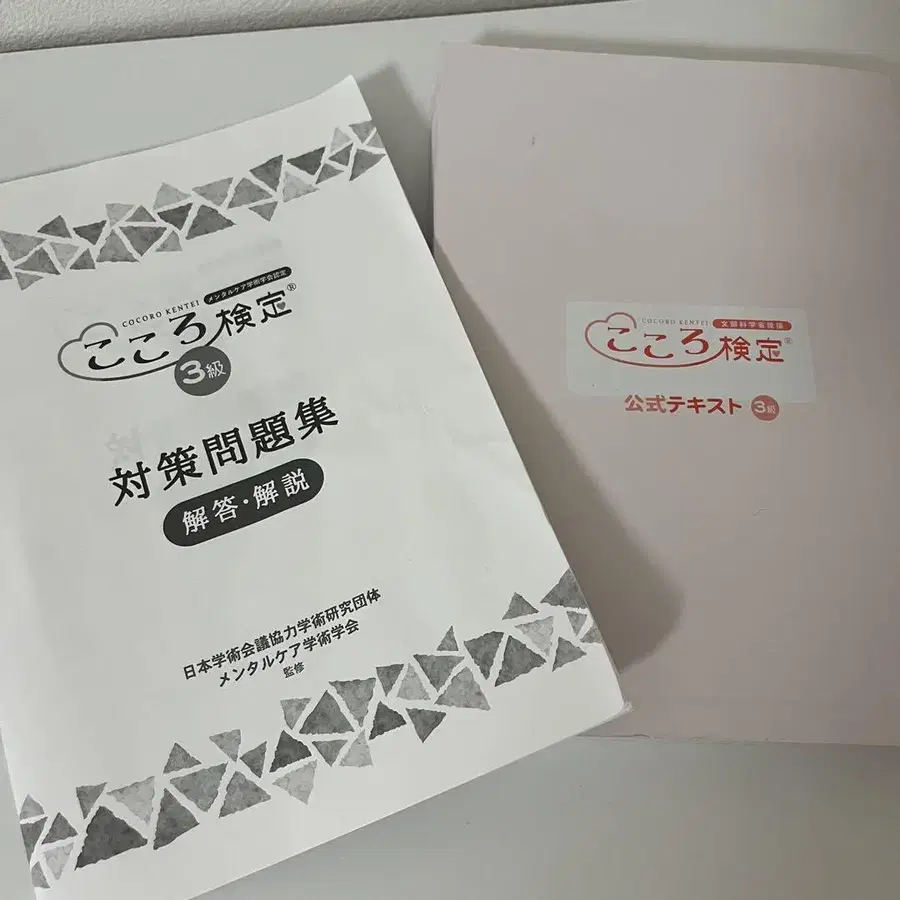 COCORO KENTEI
メンタルケア学術学会認定
こころ検定®
3級
対策問題集
解答・解説
日本学術会議協力学術研究団体
メンタルケア学術学会
監修
COCORO KENTEI
文部科学省後援
こころ検定®
公式テキスト 3級